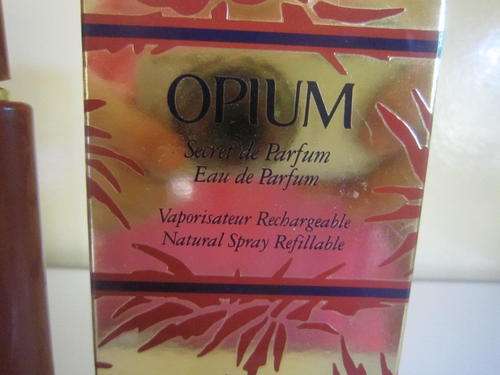 OPIUM
Secret de Parfum
Eau de Parfum
Vaporisateur Rechargeable
Natural Spray Refillable